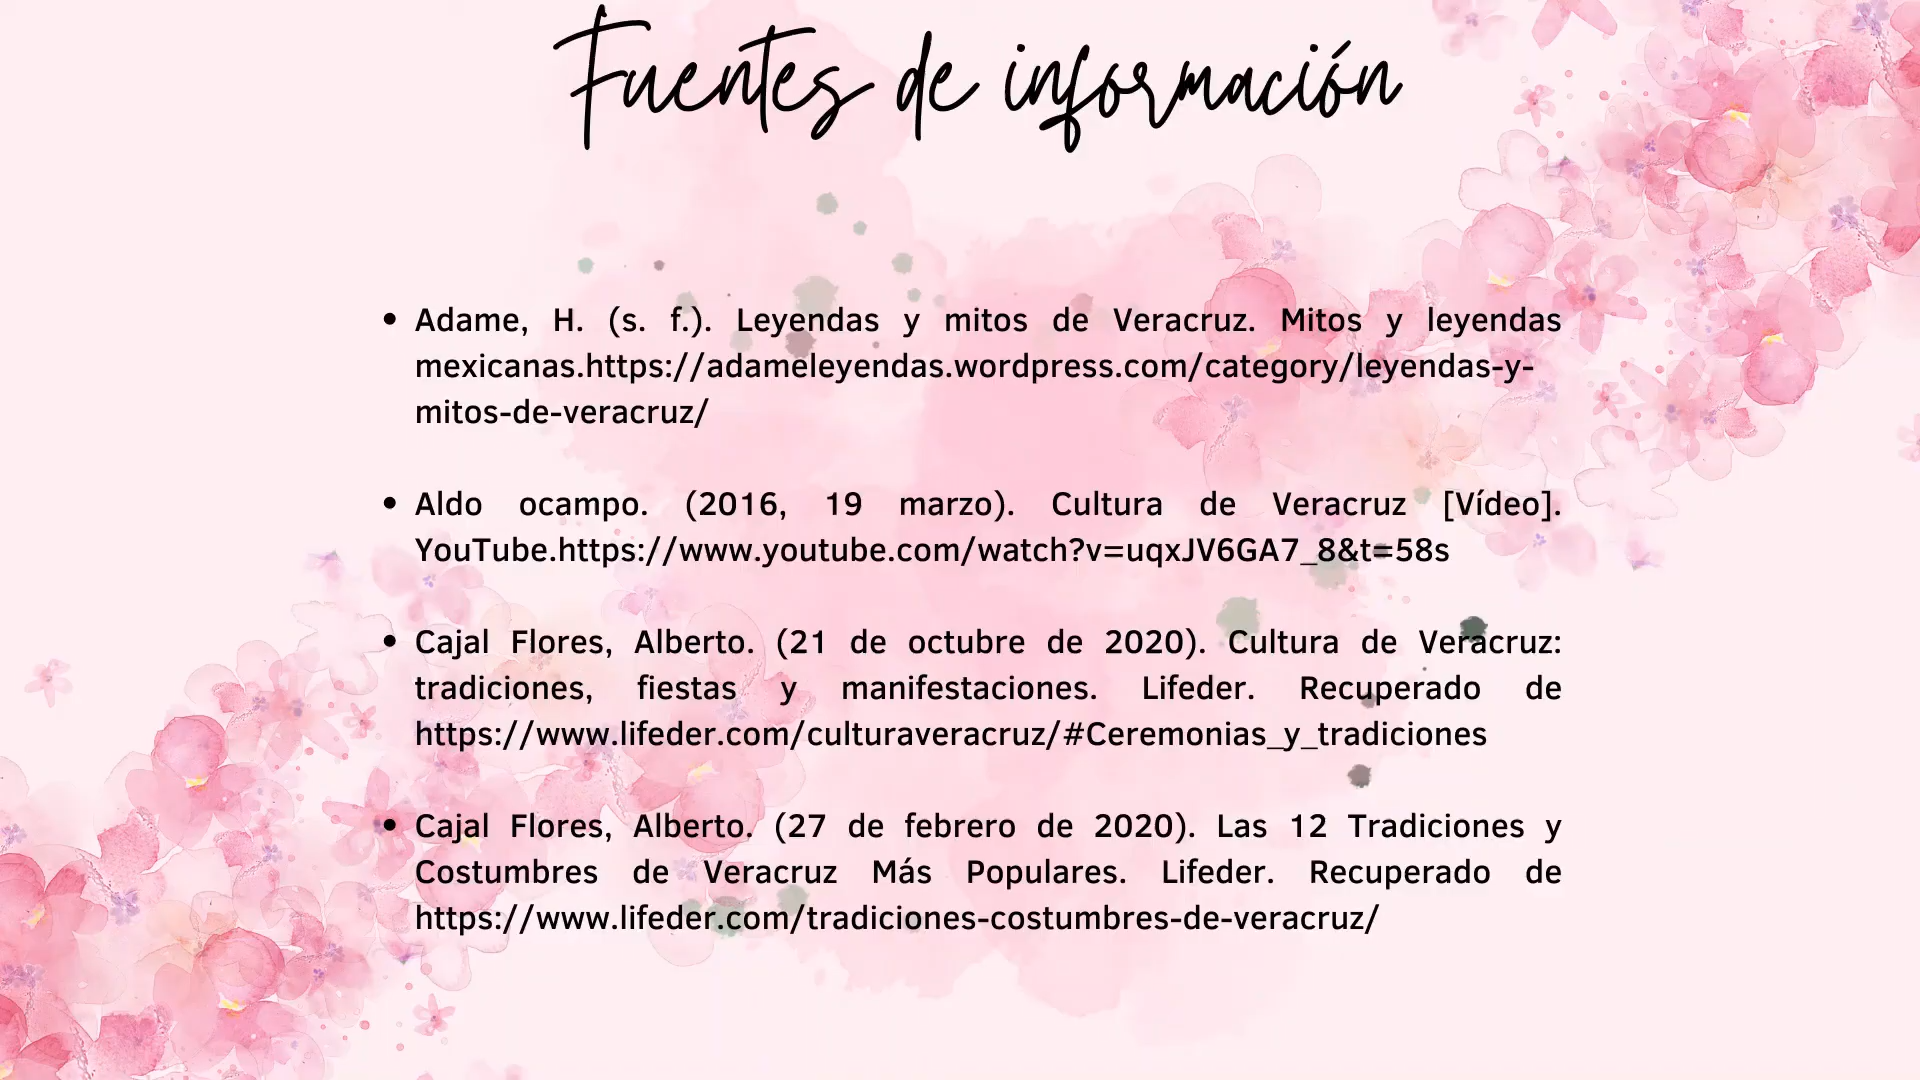 Fuentes de información
• Adame, H. (s. f.). Leyendas y mitos de Veracruz. Mitos y leyendas
mexicanas.https://adameleyendas.wordpress.com/category/leyendas-y-
mitos-de-veracruz/
• Aldo ocampo. (2016, 19 marzo). Cultura de Veracruz [Vídeo].
YouTube.https://www.youtube.com/watch?v=uqxJV6GA7_8&t=58s
• Cajal Flores, Alberto. (21 de octubre de 2020). Cultura de Veracruz:
tradiciones, fiestas y manifestaciones. Lifeder. Recuperado de
https://www.lifeder.com/culturaveracruz/#Ceremonias_y_tradiciones
• Cajal Flores, Alberto. (27 de febrero de 2020). Las 12 Tradiciones y
Costumbres de Veracruz Más Populares. Lifeder. Recuperado de
https://www.lifeder.com/tradiciones-costumbres-de-veracruz/